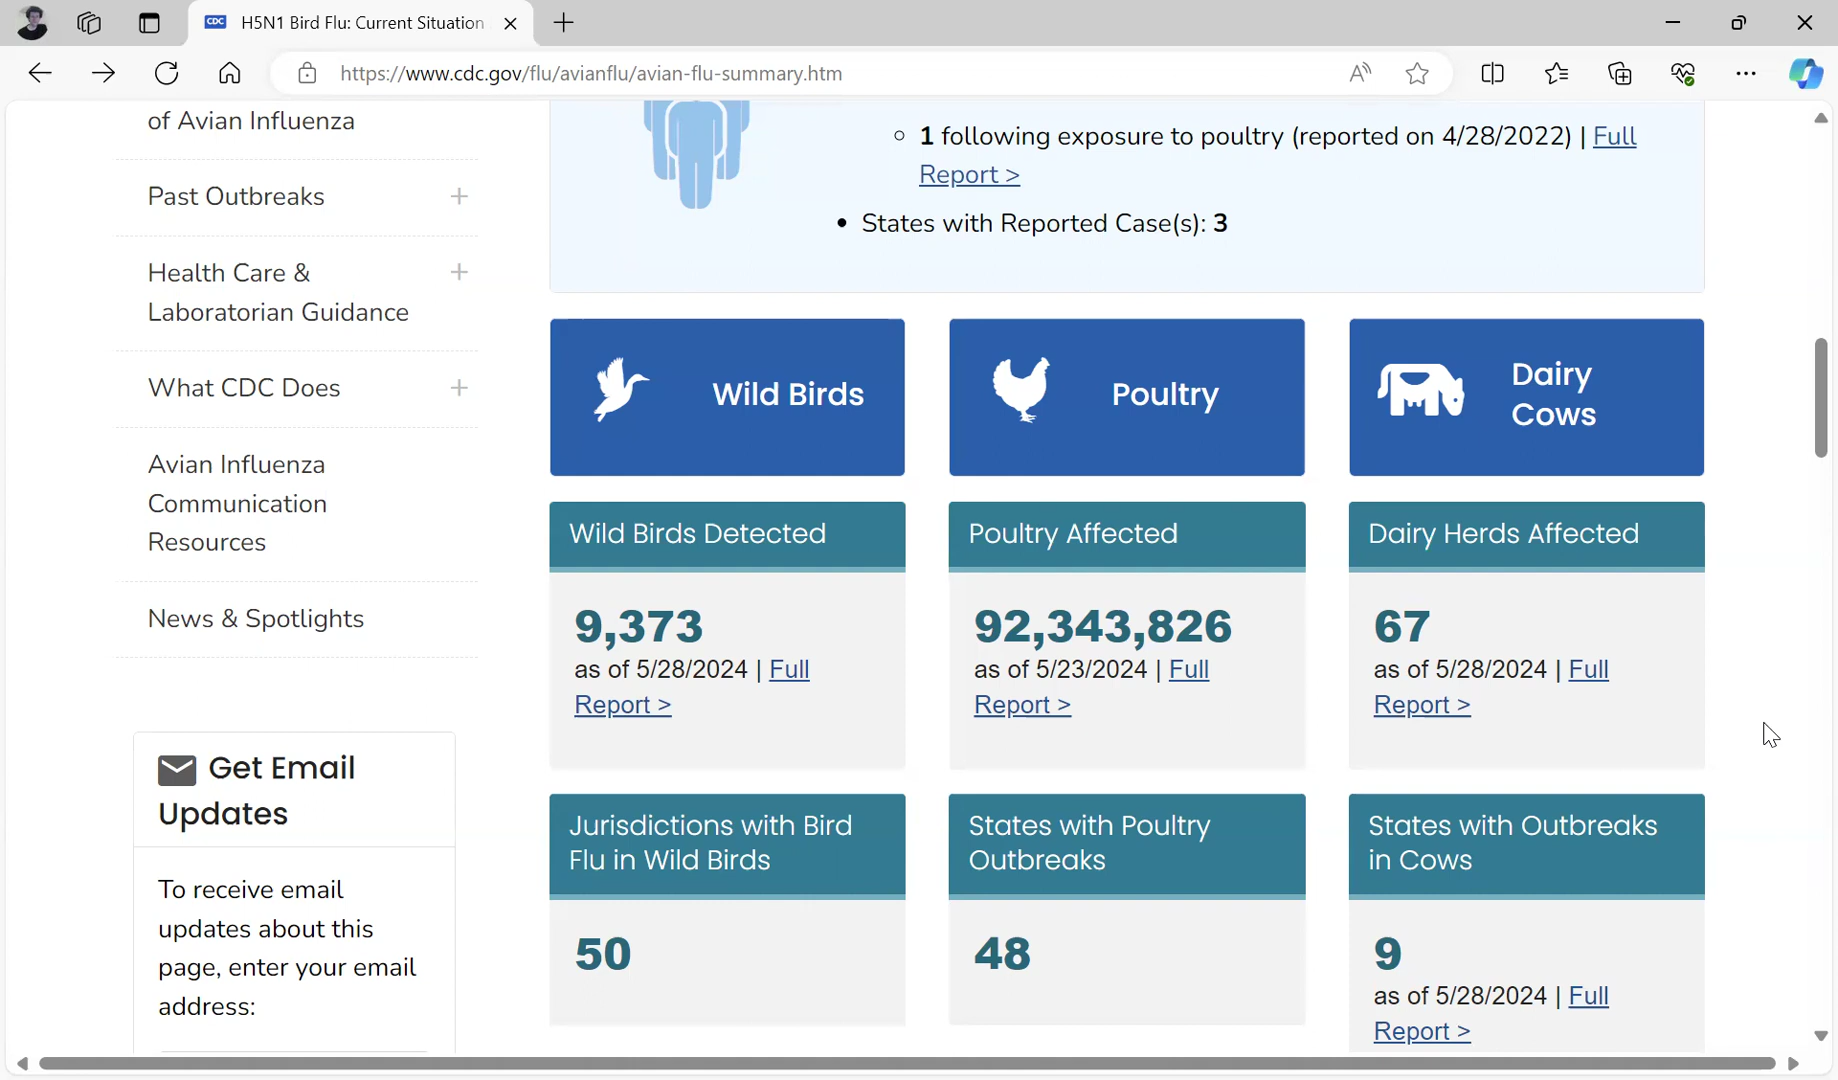 CDC H5N1 Bird Flu: Current Situation
https://www.cdc.gov/flu/avianflu/avian-flu-summary.htm
of Avian Influenza
Past Outbreaks
Health Care &
Laboratorian Guidance
What CDC Does
Avian Influenza
Communication
Resources
News & Spotlights
Get Email
Updates
To receive email
updates about this
page, enter your email
address:
1 following exposure to poultry (reported on 4/28/2022) | Full
Report >
States with Reported Case(s): 3
Wild Birds
Poultry
Dairy
Cows
Wild Birds Detected
9,373
as of 5/28/2024 | Full
Report >
Poultry Affected
92,343,826
as of 5/23/2024 | Full
Report >
Dairy Herds Affected
67
as of 5/28/2024 | Full
Report >
Jurisdictions with Bird
Flu in Wild Birds
50
States with Poultry
Outbreaks
48
States with Outbreaks
in Cows
9
as of 5/28/2024 | Full
Report >